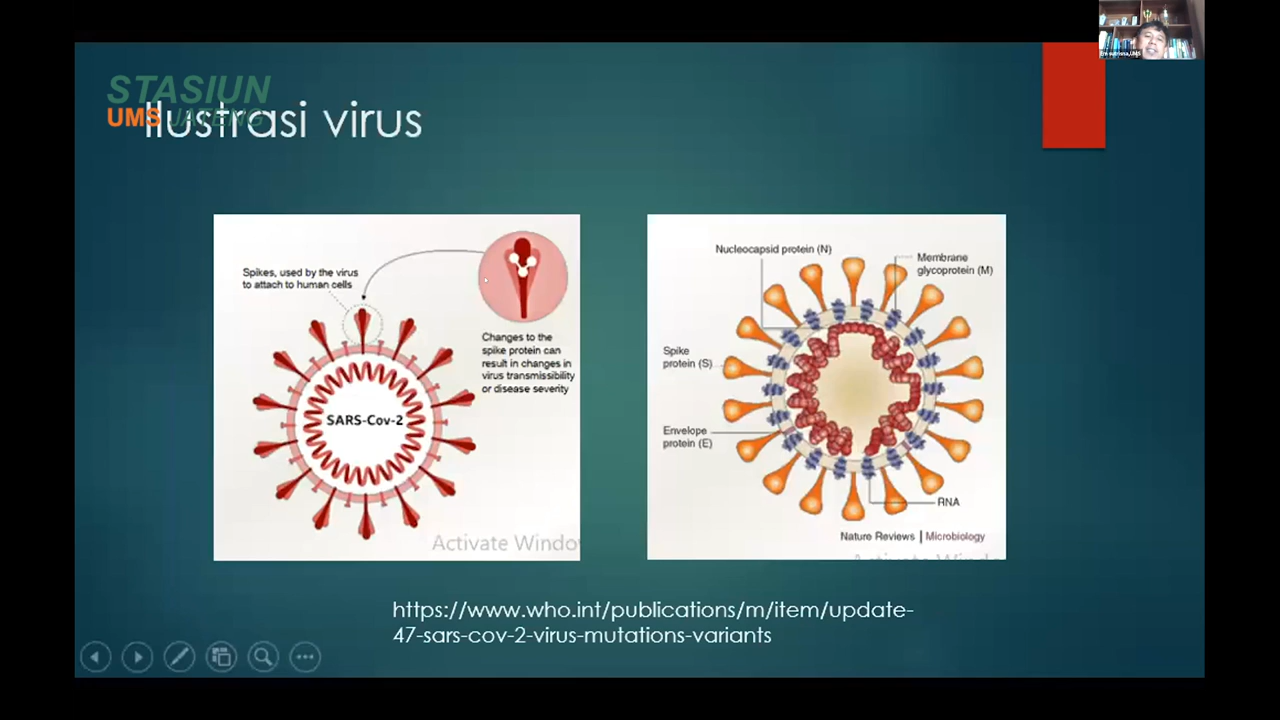 STASIUN
UMS JATENG
Ilustrasi virus
Spikes, used by the virus
to attach to human cells
Changes to the
spike protein can
result in changes in
virus transmissibility
or disease severity
SARS-Cov-2
Activate Windo
Nucleocapsid protein (N)
Membrane
glycoprotein (M)
Spike
protein (S)
Envelope
protein (E)
RNA
Nature Reviews | Microbiology
https://www.who.int/publications/m/item/update-
47-sars-cov-2-virus-mutations-variants